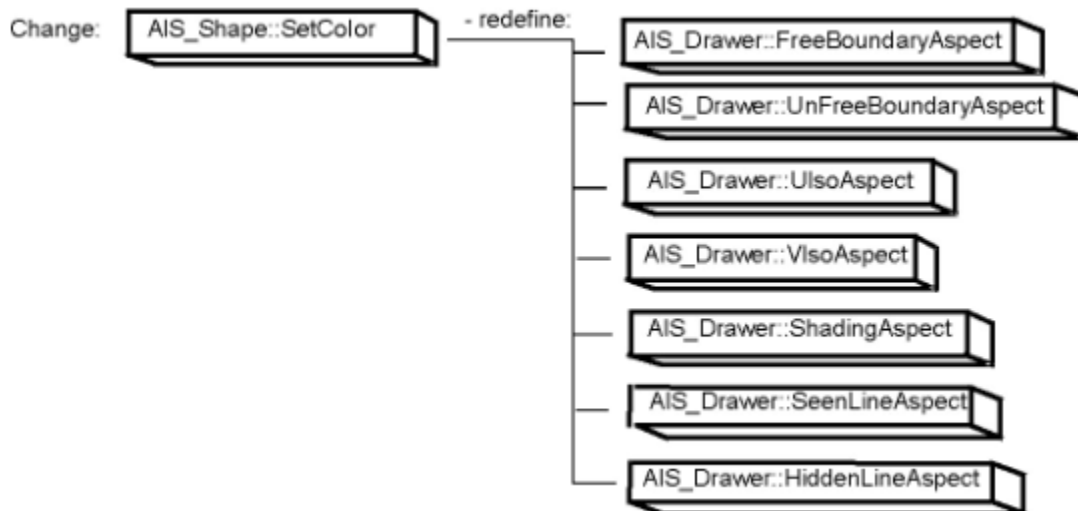 Change: AIS_Shape::SetColor - redefine:
AIS_Drawer::FreeBoundaryAspect
AIS_Drawer::UnFreeBoundaryAspect
AIS_Drawer::UIsoAspect
AIS_Drawer::VIsoAspect
AIS_Drawer::ShadingAspect
AIS_Drawer::SeenLineAspect
AIS_Drawer::HiddenLineAspect